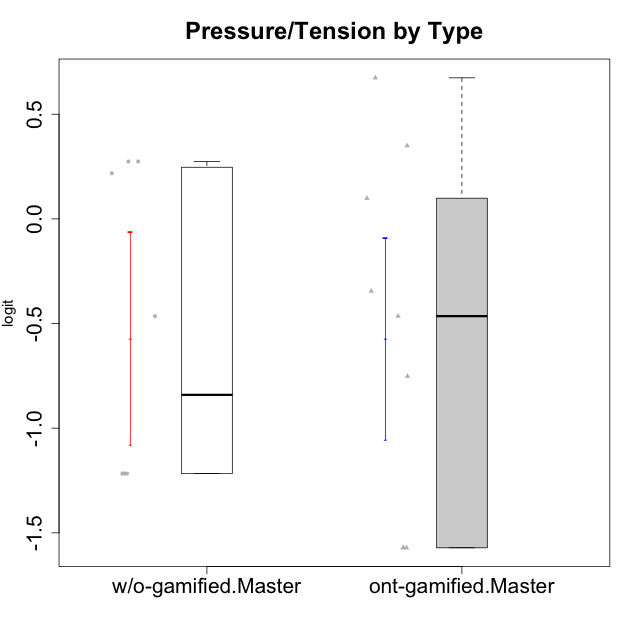 Pressure/Tension by Type
logit
0.5
0.0
-0.5
-1.0
-1.5
w/o-gamified.Master
ont-gamified.Master